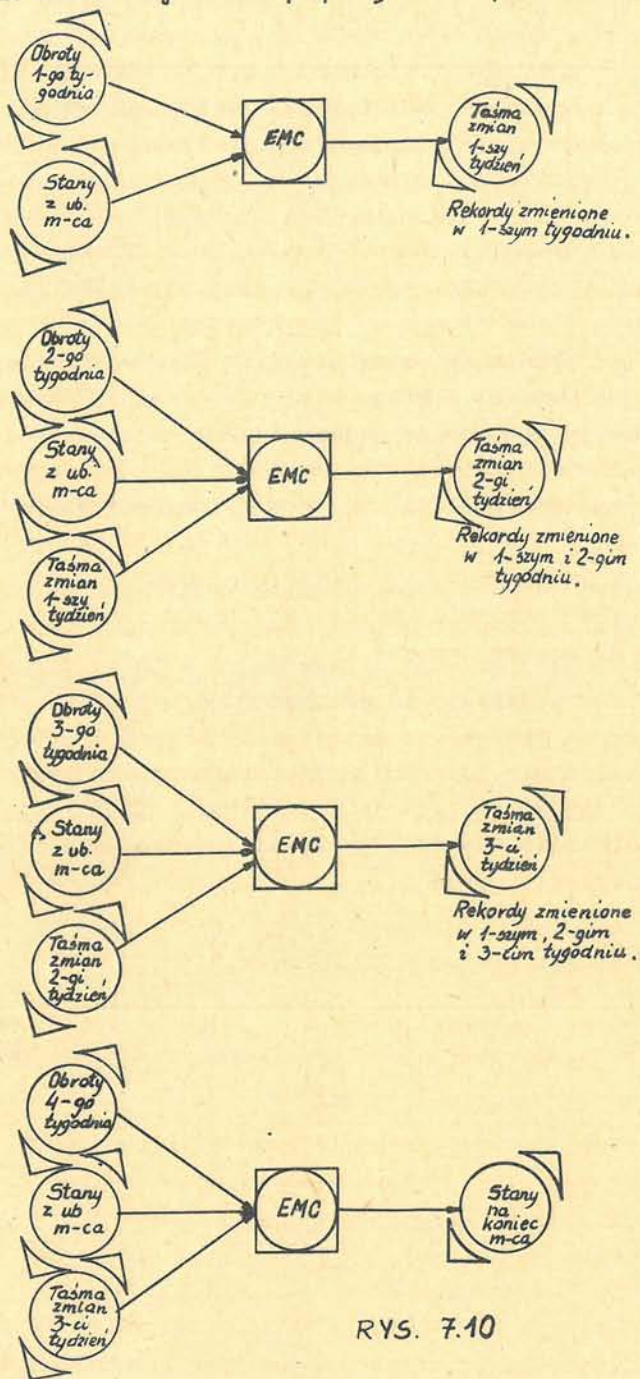 Obroty
1-go ty-
godnia
EMC
Taśma
zmian
1-szy
tydzień
Stany
z ub.
m-ca
Rekordy zmienione
w 1-szym tygodniu.
Obroty
2-go
tygodnia
Stany
z ub.
m-ca
EMC
Taśma
zmian
2-gi
tydzień
Taśma
zmian
1-szy
tydzień
Rekordy zmienione
w 1-szym i 2-gim
tygodniu.
Obroty
3-go
tygodnia
Stany
z ub.
m-ca
EMC
Taśma
zmian
3-ci
tydzień
Taśma
zmian
2-gi
tydzień
Rekordy zmienione
w 1-szym, 2-gim
i 3-cim tygodniu.
Obroty
4-go
tygodnia
Stany
z ub
m-ca
EMC
Stany
na
koniec
m-ca
Taśma
zmian
3-ci
tydzień
RYS. 7.10